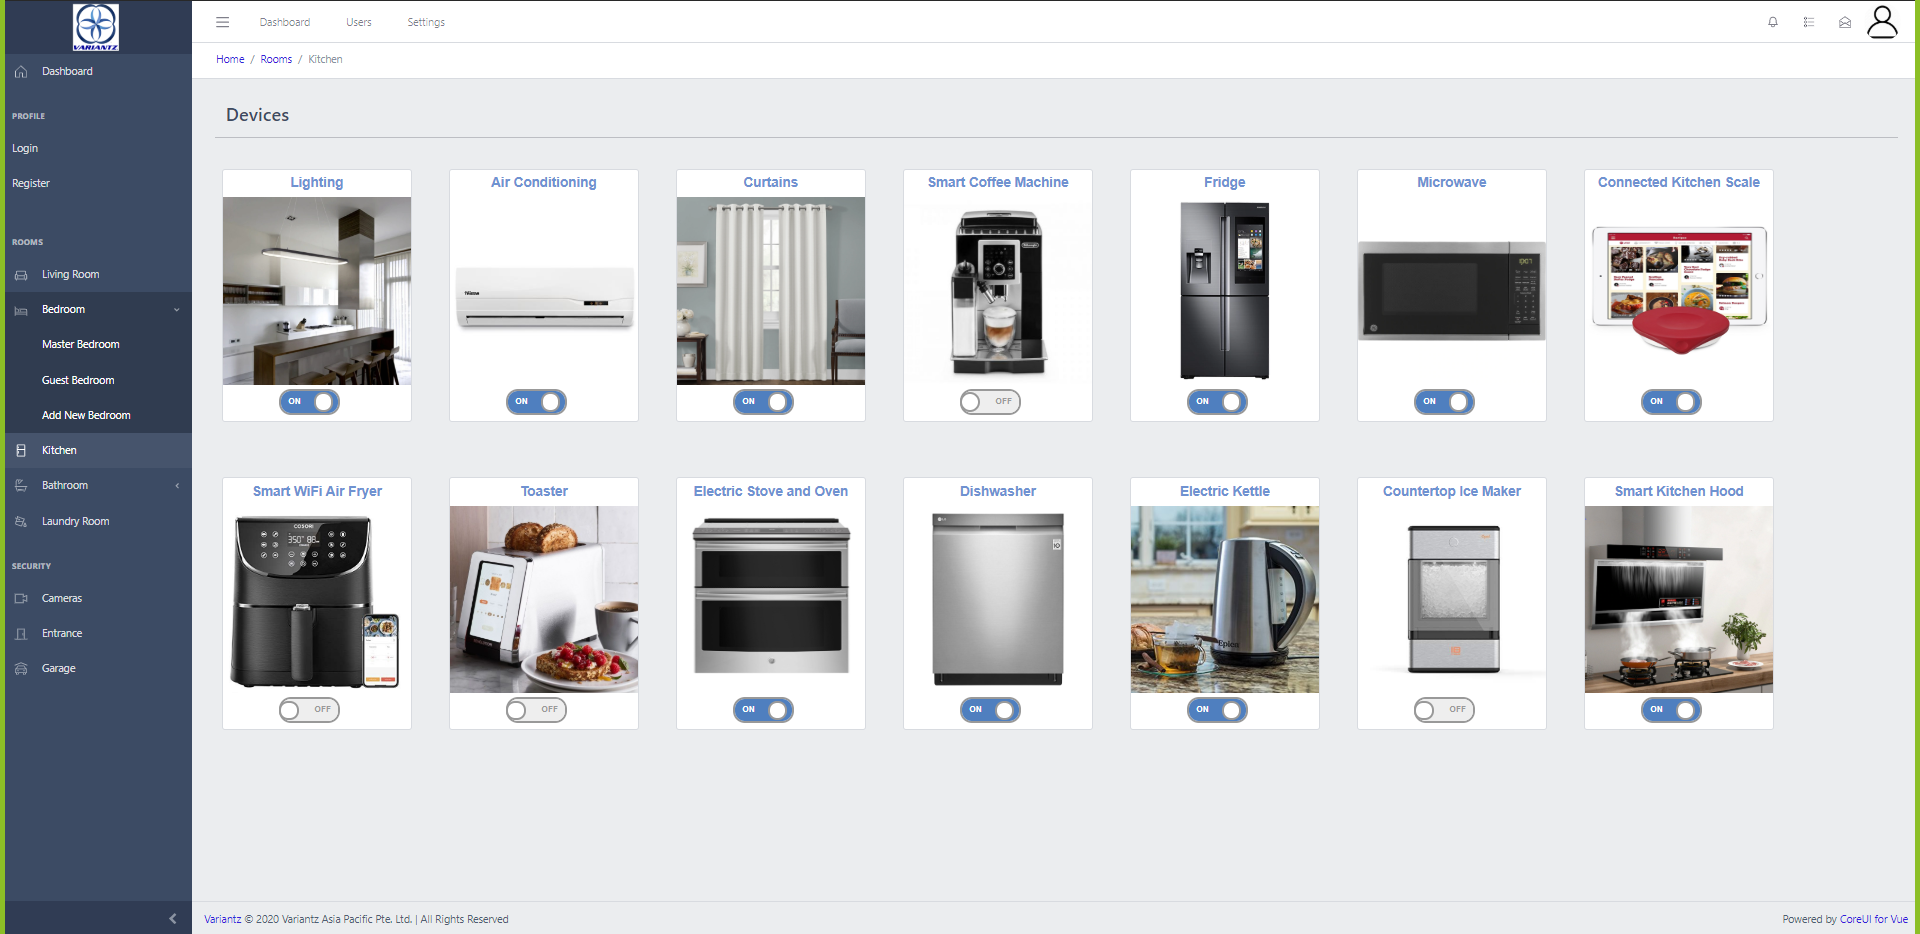 VARIANTZ
Dashboard
Users
Settings
Home / Rooms / Kitchen
Dashboard
PROFILE
Login
Register
ROOMS
Living Room
Bedroom
Master Bedroom
Guest Bedroom
Add New Bedroom
Kitchen
Bathroom
Laundry Room
SECURITY
Cameras
Entrance
Garage
Devices
Lighting
ON
Air Conditioning
ON
Curtains
ON
Smart Coffee Machine
DeLonghi
OFF
Fridge
ON
Microwave
ON
Connected Kitchen Scale
ON
Smart WiFi Air Fryer
COSORI
OFF
Toaster
OFF
Electric Stove and Oven
ON
Dishwasher
LG
ON
Electric Kettle
Epica
ON
Countertop Ice Maker
OFF
Smart Kitchen Hood
ON
Variantz © 2020 Variantz Asia Pacific Pte. Ltd. | All Rights Reserved
Powered by CoreUI for Vue